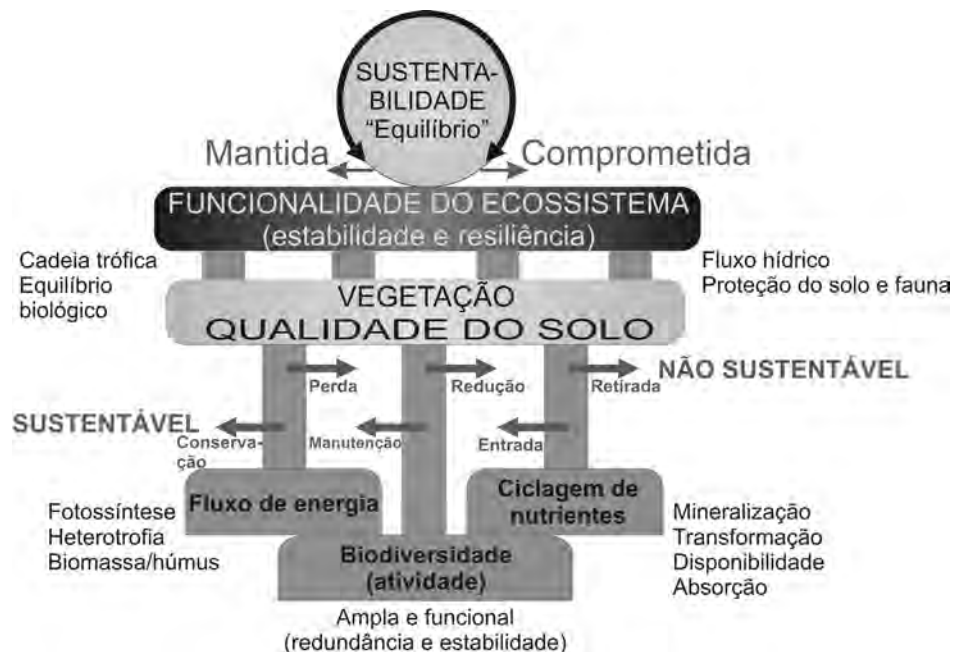 SUSTENTA-
BILIDADE
“Equilíbrio”
Mantida
Comprometida
FUNCIONALIDADE DO ECOSSISTEMA
(estabilidade e resiliência)
Cadeia trófica
Equilíbrio
biológico
Fluxo hídrico
Proteção do solo e fauna
VEGETAÇÃO
QUALIDADE DO SOLO
Perda
Redução
Retirada
NÃO SUSTENTÁVEL
SUSTENTÁVEL
Conserva-
ção
Manutenção
Entrada
Fotossíntese
Heterotrofia
Biomassa/húmus
Fluxo de energia
Ciclagem de
nutrientes
Mineralização
Transformação
Disponibilidade
Absorção
Biodiversidade
(atividade)
Ampla e funcional
(redundância e estabilidade)